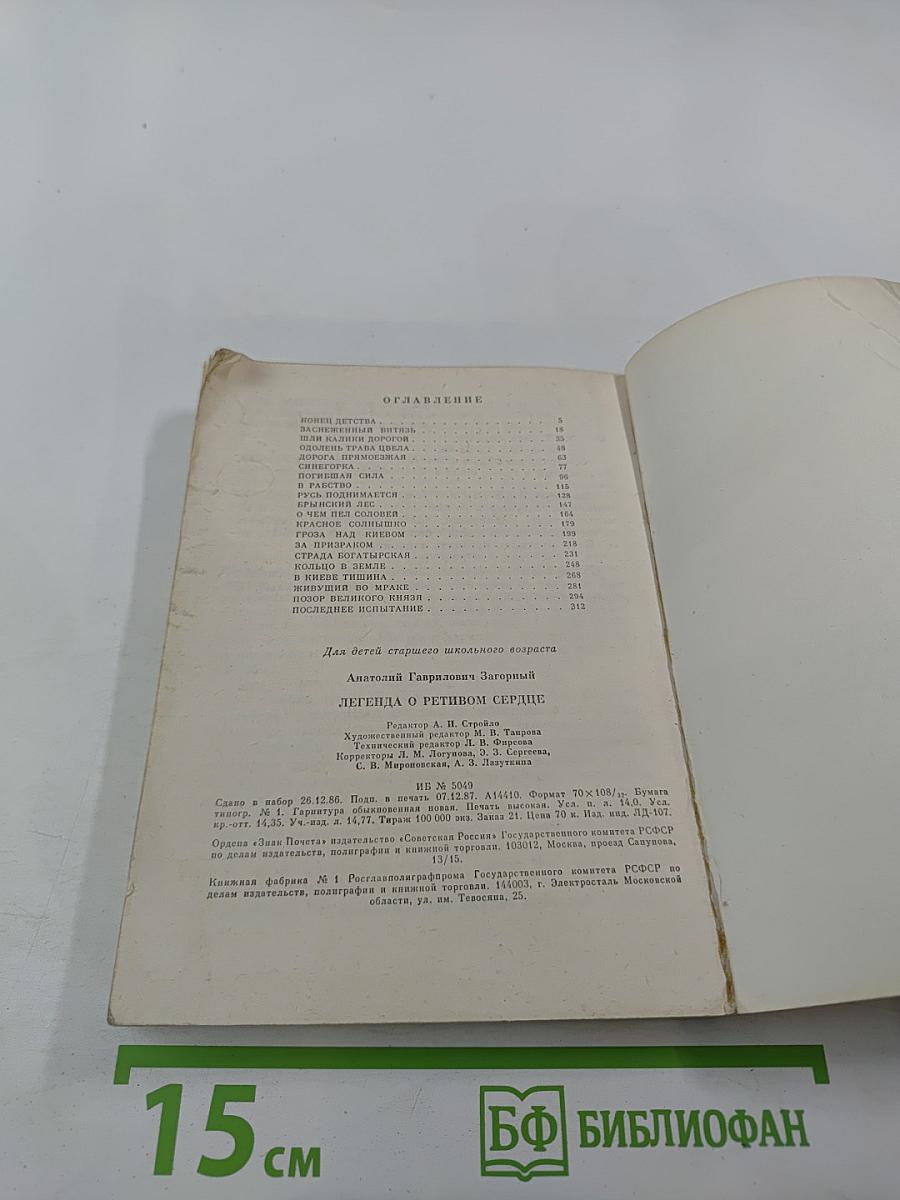 ОГЛАВЛЕНИЕ
КОНЕЦ ДЕТСТВА . . . . . . . . . . . . . . . 5
ЗАСНЕЖЕННЫЙ ВИТЯЗЬ . . . . . . . . . . . . 18
ШЛИ КАЛИКИ ДОРОГОЙ . . . . . . . . . . . . 35
ОДОЛЕНЬ ТРАВА ЦВЕЛА . . . . . . . . . . . . 48
ДОРОГА ПРЯМОЕЗЖАЯ . . . . . . . . . . . . 63
СИНЕГОРКА . . . . . . . . . . . . . . . . 77
ПОГИБШАЯ СИЛА . . . . . . . . . . . . . . 96
В РАБСТВО . . . . . . . . . . . . . . . . 115
РУСЬ ПОДНИМАЕТСЯ . . . . . . . . . . . . . 128
БРЫНСКИЙ ЛЕС . . . . . . . . . . . . . . . 147
О ЧЕМ ПЕЛ СОЛОВЕЙ . . . . . . . . . . . . . 164
КРАСНОЕ СОЛНЫШКО . . . . . . . . . . . . . 179
ГРОЗА НАД КИЕВОМ . . . . . . . . . . . . . 199
ЗА ПРИЗРАКОМ . . . . . . . . . . . . . . . 218
СТРАДА БОГАТЫРСКАЯ . . . . . . . . . . . . 231
КОЛЬЦО В ЗЕМЛЕ . . . . . . . . . . . . . . 248
В КИЕВЕ ТИШИНА . . . . . . . . . . . . . . 268
ЖИВУЩИЙ ВО МРАКЕ . . . . . . . . . . . . . 281
ПОЗОР ВЕЛИКОГО КНЯЗЯ . . . . . . . . . . . 294
ПОСЛЕДНЕЕ ИСПЫТАНИЕ . . . . . . . . . . . . 312
Для детей старшего школьного возраста
Анатолий Гаврилович Загорный
ЛЕГЕНДА О РЕТИВОМ СЕРДЦЕ
Редактор А. И. Стройло
Художественный редактор М. В. Таирова
Технический редактор Л. В. Фирсова
Корректоры Л. М. Логунова, Э. З. Сергеева,
С. В. Мироновская, А. З. Лазуткина
ИБ № 5049
Сдано в набор 26.12.86. Подп. в печать 07.12.87. А14410. Формат 70×108/32. Бумага
типогр. № 1. Гарнитура обыкновенная новая. Печать высокая. Усл. п. л. 14,0. Усл.
кр.-отт. 14,35. Уч.-изд. л. 14,77. Тираж 100 000 экз. Заказ 21. Цена 70 к. Изд. инд. ЛД-107.
Ордена «Знак Почета» издательство «Советская Россия» Государственного комитета РСФСР
по делам издательств, полиграфии и книжной торговли. 103012, Москва, проезд Сапунова,
13/15.
Книжная фабрика № 1 Росглавполиграфпрома Государственного комитета РСФСР по
делам издательств, полиграфии и книжной торговли. 144003, г. Электросталь Московской
области, ул. им. Тевосяна, 25.
15 см
БФ БИБЛИОФАН